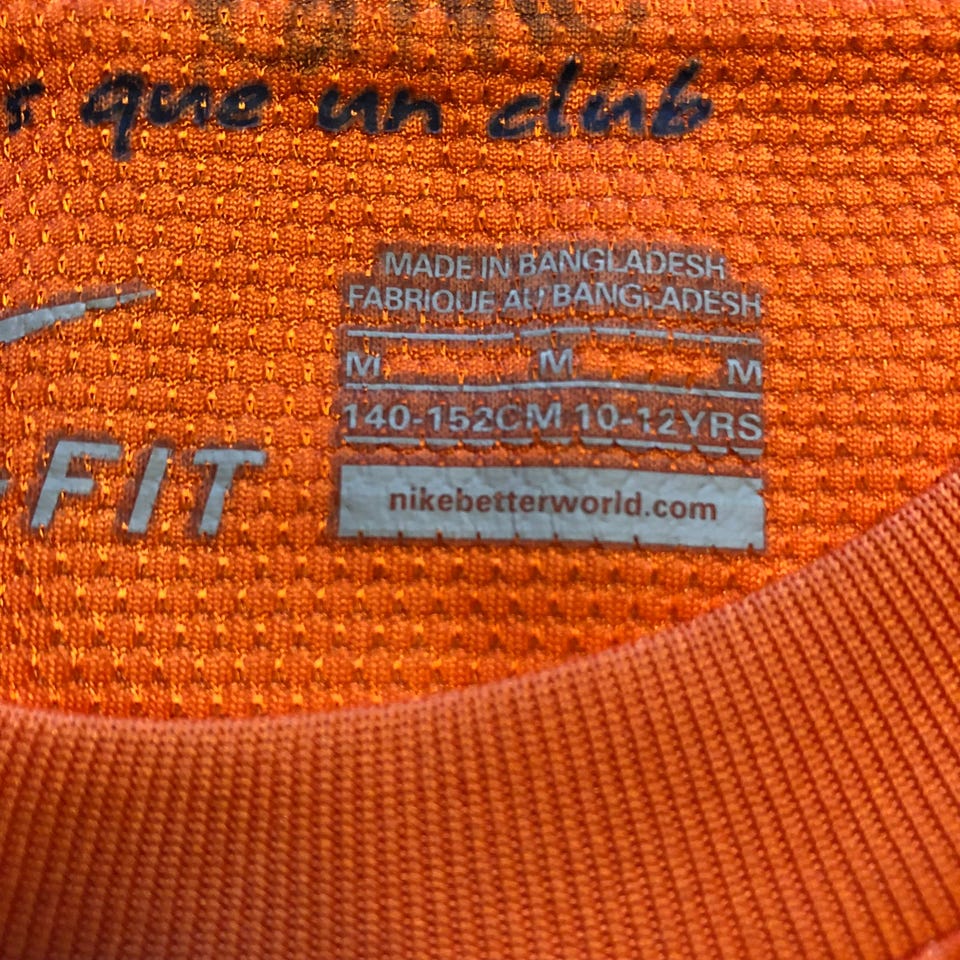 que un club
MADE IN BANGLADESH
FABRIQUE AU BANGLADESH
M M M
140-152CM 10-12YRS
FIT
nikebetterworld.com